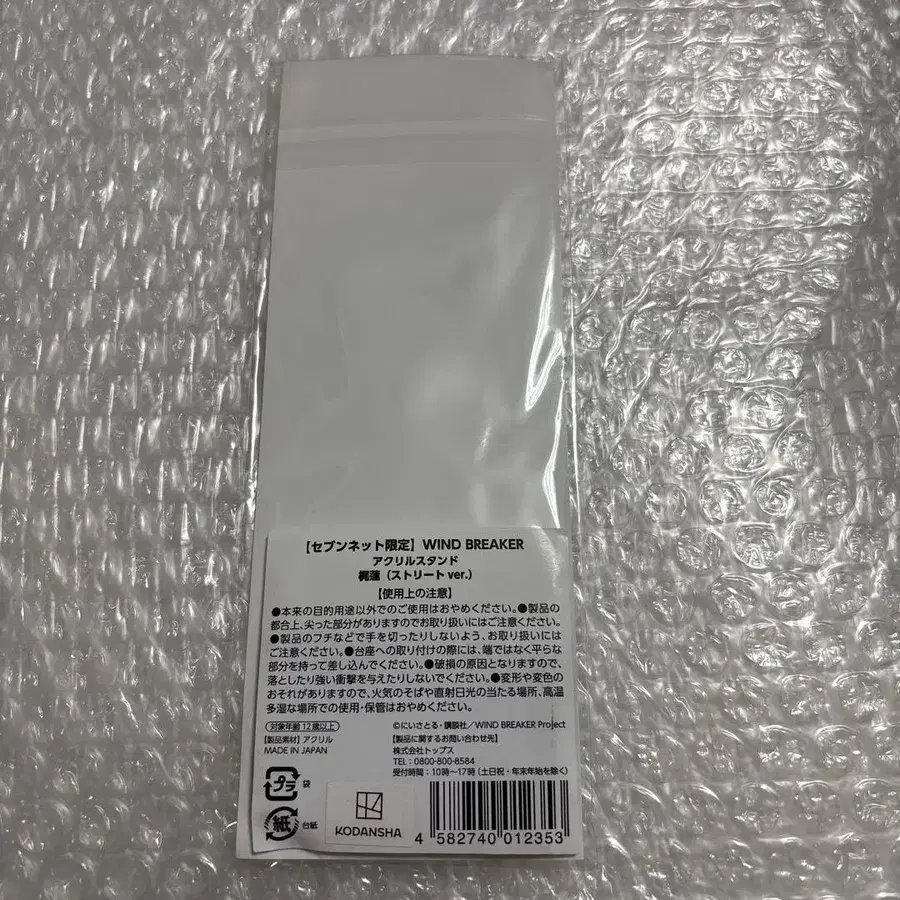 【セブンネット限定】WIND BREAKER
アクリルスタンド
梶蓮（ストリートver.）
【使用上の注意】
●本来の目的用途以外でのご使用はおやめください。●製品の
都合上、尖った部分がありますのでお取り扱いにはご注意ください。
●製品のフチなどで手を切ったりしないよう、お取り扱いには
ご注意ください。●台座への取り付けの際には、端ではなく平らな
部分を持って差し込んでください。●破損の原因となりますので、
落としたり強い衝撃を与えたりしないでください。●変形や変色の
おそれがありますので、火気のそばや直射日光の当たる場所、高温
多湿な場所での使用・保管はおやめください。
対象年齢12歳以上
【製品素材】アクリル
MADE IN JAPAN
©にいさとる・講談社／WIND BREAKER Project
【製品に関するお問い合わせ先】
株式会社トップス
TEL：0800-800-8584
受付時間：10時〜17時（土日祝・年末年始を除く）
プラ 袋
紙 台紙
KODANSHA
4 582740 012353